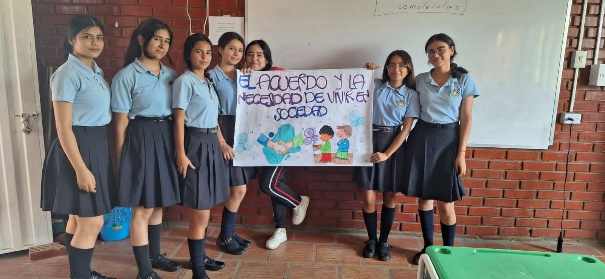 EL ACUERDO Y LA
NECESIDAD DE VIVIR EN
SOCIEDAD